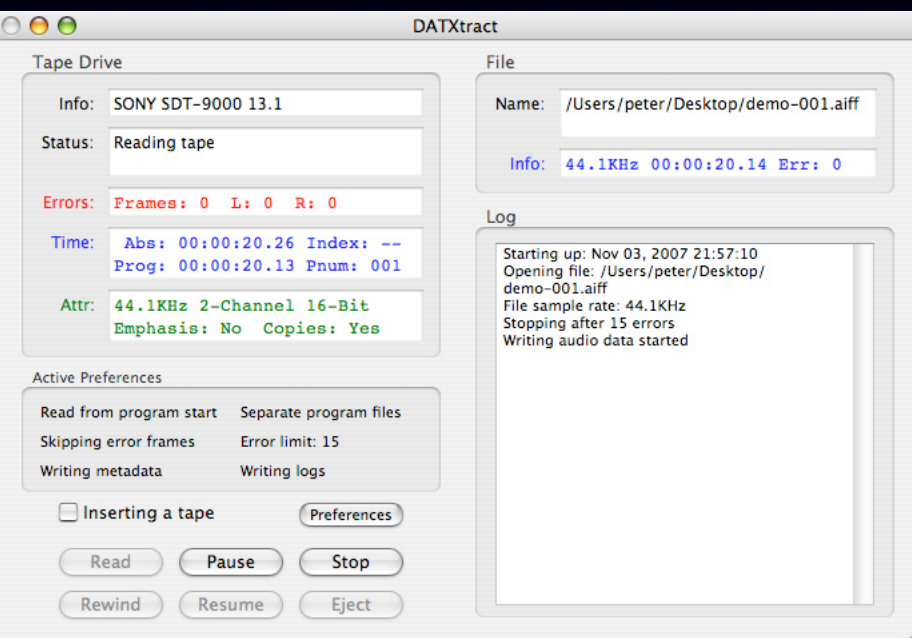 DATXtract
Tape Drive
Info: SONY SDT-9000 13.1
Status: Reading tape
Errors: Frames: 0 L: 0 R: 0
Time: Abs: 00:00:20.26 Index: --
Prog: 00:00:20.13 Pnum: 001
Attr: 44.1KHz 2-Channel 16-Bit
Emphasis: No Copies: Yes
Active Preferences
Read from program start Separate program files
Skipping error frames Error limit: 15
Writing metadata Writing logs
Inserting a tape Preferences
Read Pause Stop
Rewind Resume Eject
File
Name: /Users/peter/Desktop/demo-001.aiff
Info: 44.1KHz 00:00:20.14 Err: 0
Log
Starting up: Nov 03, 2007 21:57:10
Opening file: /Users/peter/Desktop/
demo-001.aiff
File sample rate: 44.1KHz
Stopping after 15 errors
Writing audio data started